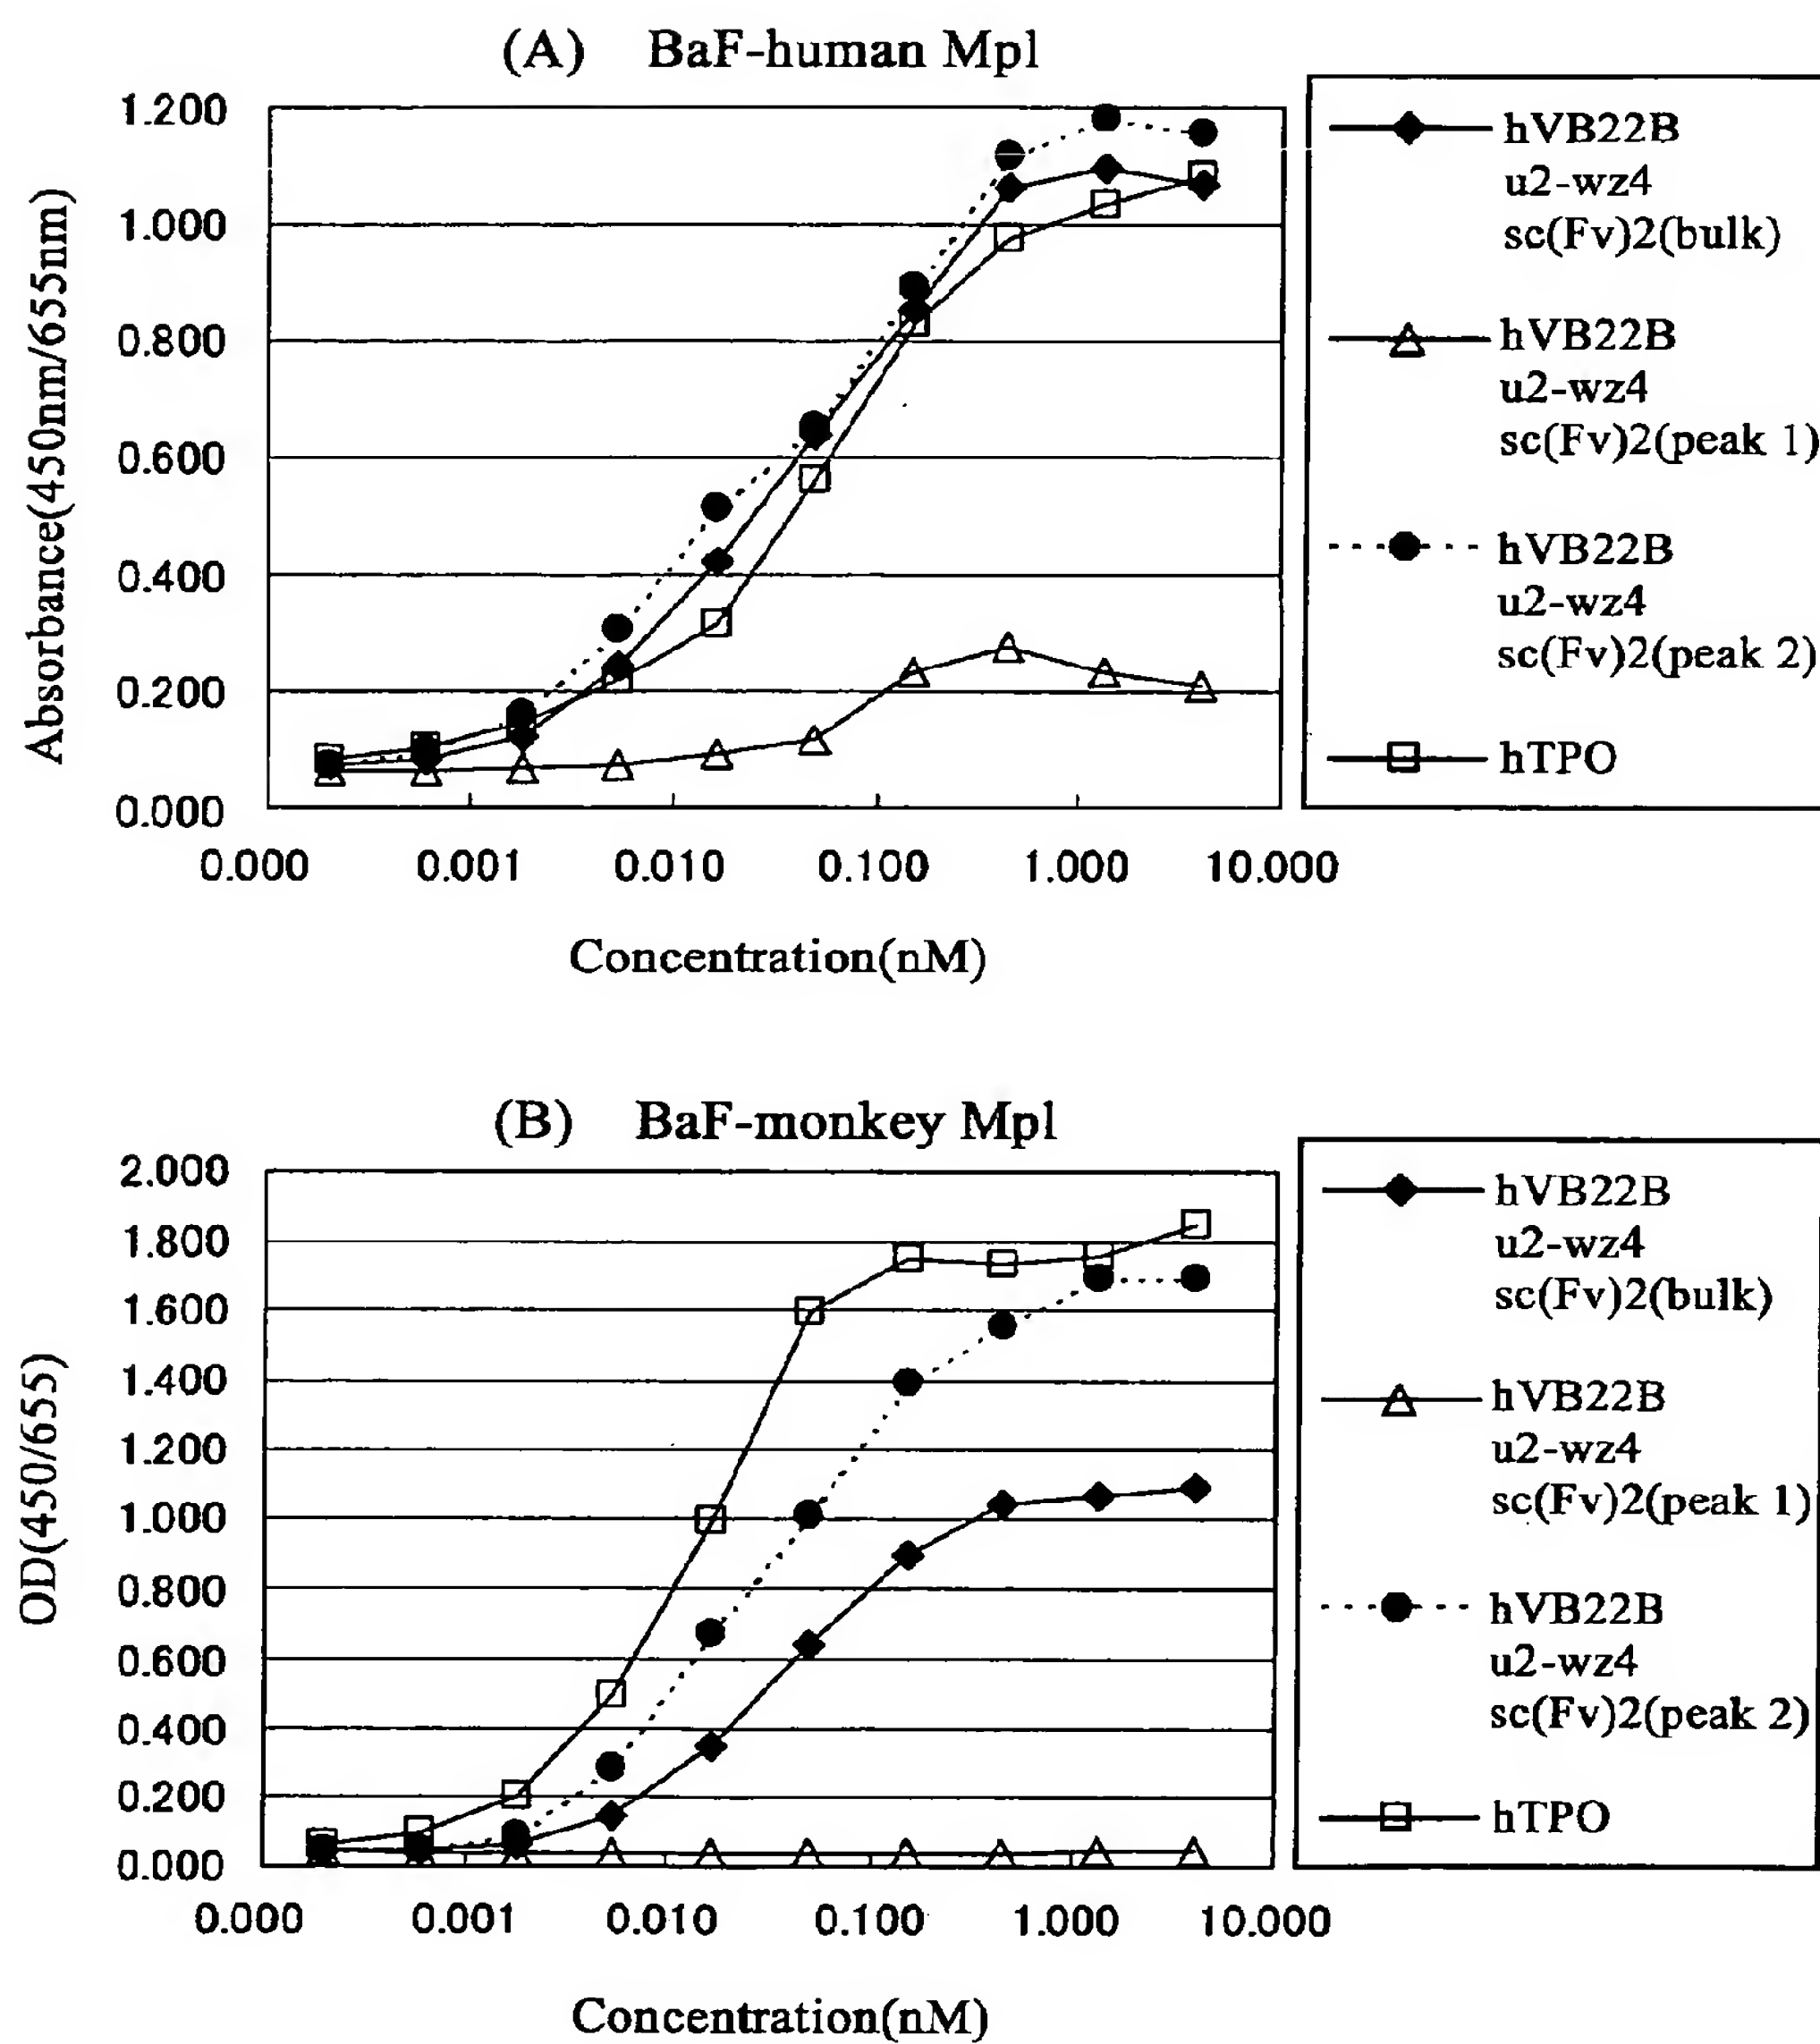 (A) BaF-human Mpl
1.200
1.000
0.800
0.600
0.400
0.200
0.000
Absorbance(450nm/655nm)
0.000 0.001 0.010 0.100 1.000 10.000
Concentration(nM)
hVB22B
u2-wz4
sc(Fv)2(bulk)
hVB22B
u2-wz4
sc(Fv)2(peak 1)
hVB22B
u2-wz4
sc(Fv)2(peak 2)
hTPO
(B) BaF-monkey Mpl
2.000
1.800
1.600
1.400
1.200
1.000
0.800
0.600
0.400
0.200
0.000
OD(450/655)
0.000 0.001 0.010 0.100 1.000 10.000
Concentration(nM)
hVB22B
u2-wz4
sc(Fv)2(bulk)
hVB22B
u2-wz4
sc(Fv)2(peak 1)
hVB22B
u2-wz4
sc(Fv)2(peak 2)
hTPO